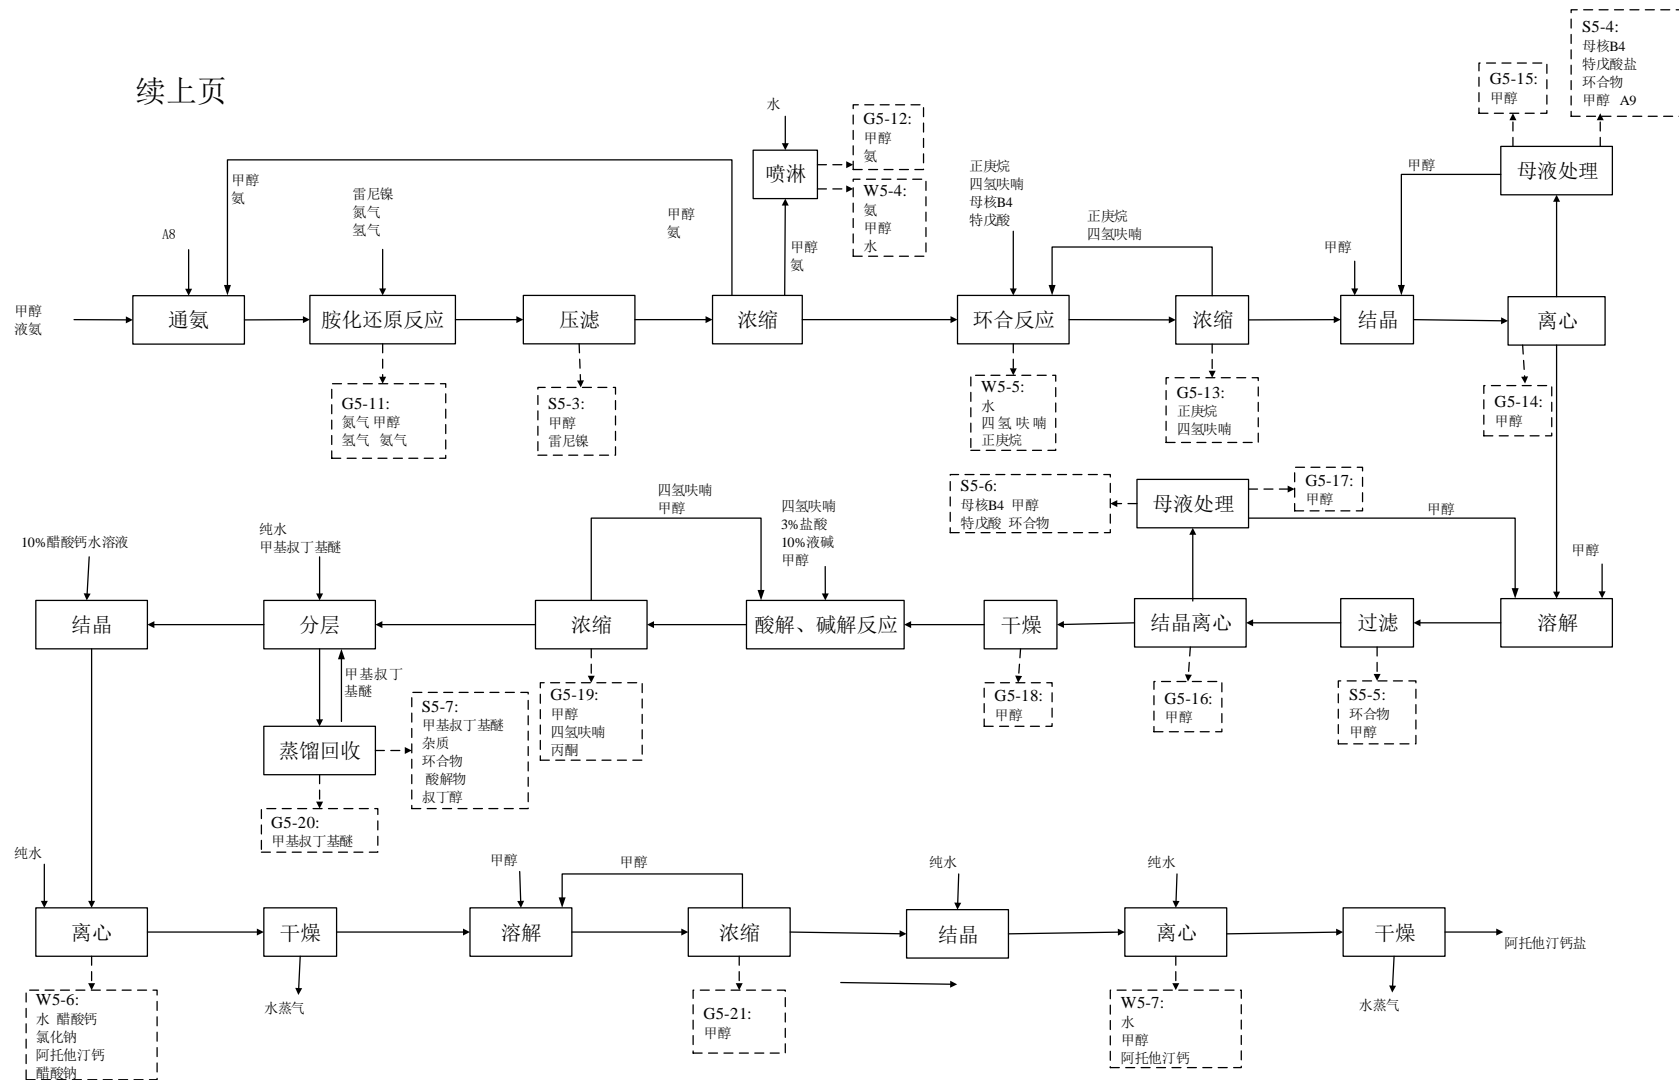 续上页
水
G5-12:
甲醇
氨
喷淋
W5-4:
氨
甲醇
水
甲醇
氨
甲醇
氨
甲醇
氨
A8
雷尼镍
氮气
氢气
正庚烷
四氢呋喃
母核B4
特戊酸
正庚烷
四氢呋喃
G5-15:
甲醇
S5-4:
母核B4
特戊酸盐
环合物
甲醇 A9
母液处理
甲醇
甲醇
甲醇
液氨
通氨
胺化还原反应
压滤
浓缩
环合反应
浓缩
结晶
离心
G5-11:
氮气 甲醇
氢气 氨气
S5-3:
甲醇
雷尼镍
W5-5:
水
四氢呋喃
正庚烷
G5-13:
正庚烷
四氢呋喃
G5-14:
甲醇
10%醋酸钙水溶液
纯水
甲基叔丁基醚
四氢呋喃
甲醇
四氢呋喃
3%盐酸
10%液碱
甲醇
S5-6:
母核B4 甲醇
特戊酸 环合物
母液处理
G5-17:
甲醇
甲醇
甲醇
结晶
分层
浓缩
酸解、碱解反应
干燥
结晶离心
过滤
溶解
甲基叔丁
基醚
蒸馏回收
S5-7:
甲基叔丁基醚
杂质
环合物
酸解物
叔丁醇
G5-19:
甲醇
四氢呋喃
丙酮
G5-18:
甲醇
G5-16:
甲醇
S5-5:
环合物
甲醇
G5-20:
甲基叔丁基醚
纯水
甲醇
甲醇
纯水
纯水
离心
干燥
溶解
浓缩
结晶
离心
干燥
阿托他汀钙盐
W5-6:
水 醋酸钙
氯化钠
阿托他汀钙
醋酸钠
水蒸气
G5-21:
甲醇
W5-7:
水
甲醇
阿托他汀钙
水蒸气